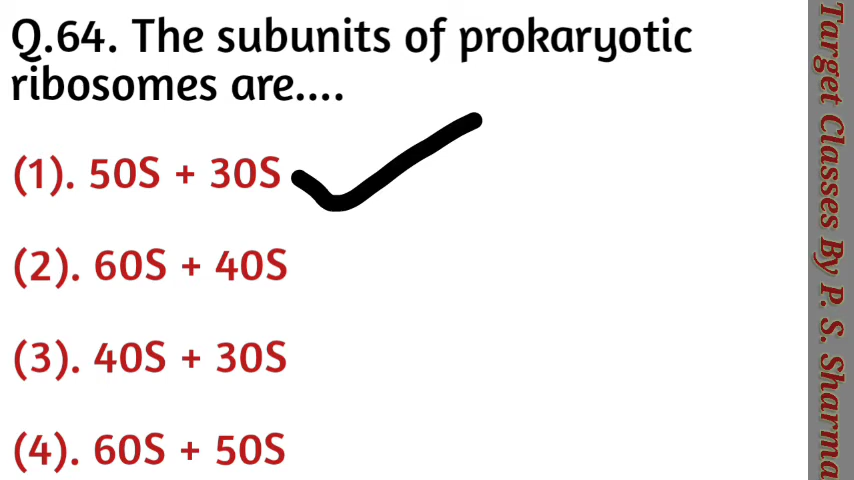 Q.64. The subunits of prokaryotic
ribosomes are....
(1). 50S + 30S
(2). 60S + 40S
(3). 40S + 30S
(4). 60S + 50S
Target Classes By P. S. Sharma